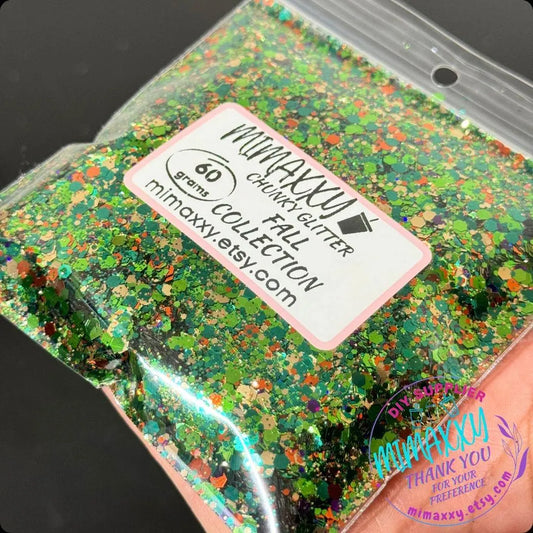 MIMAXXY
CHUNKY GLITTER
60
grams
FALL
COLLECTION
mimaxxy.etsy.com
DIY SUPPLIER
MIMAXXY
THANK YOU
FOR YOUR
PREFERENCE
mimaxxy.etsy.com